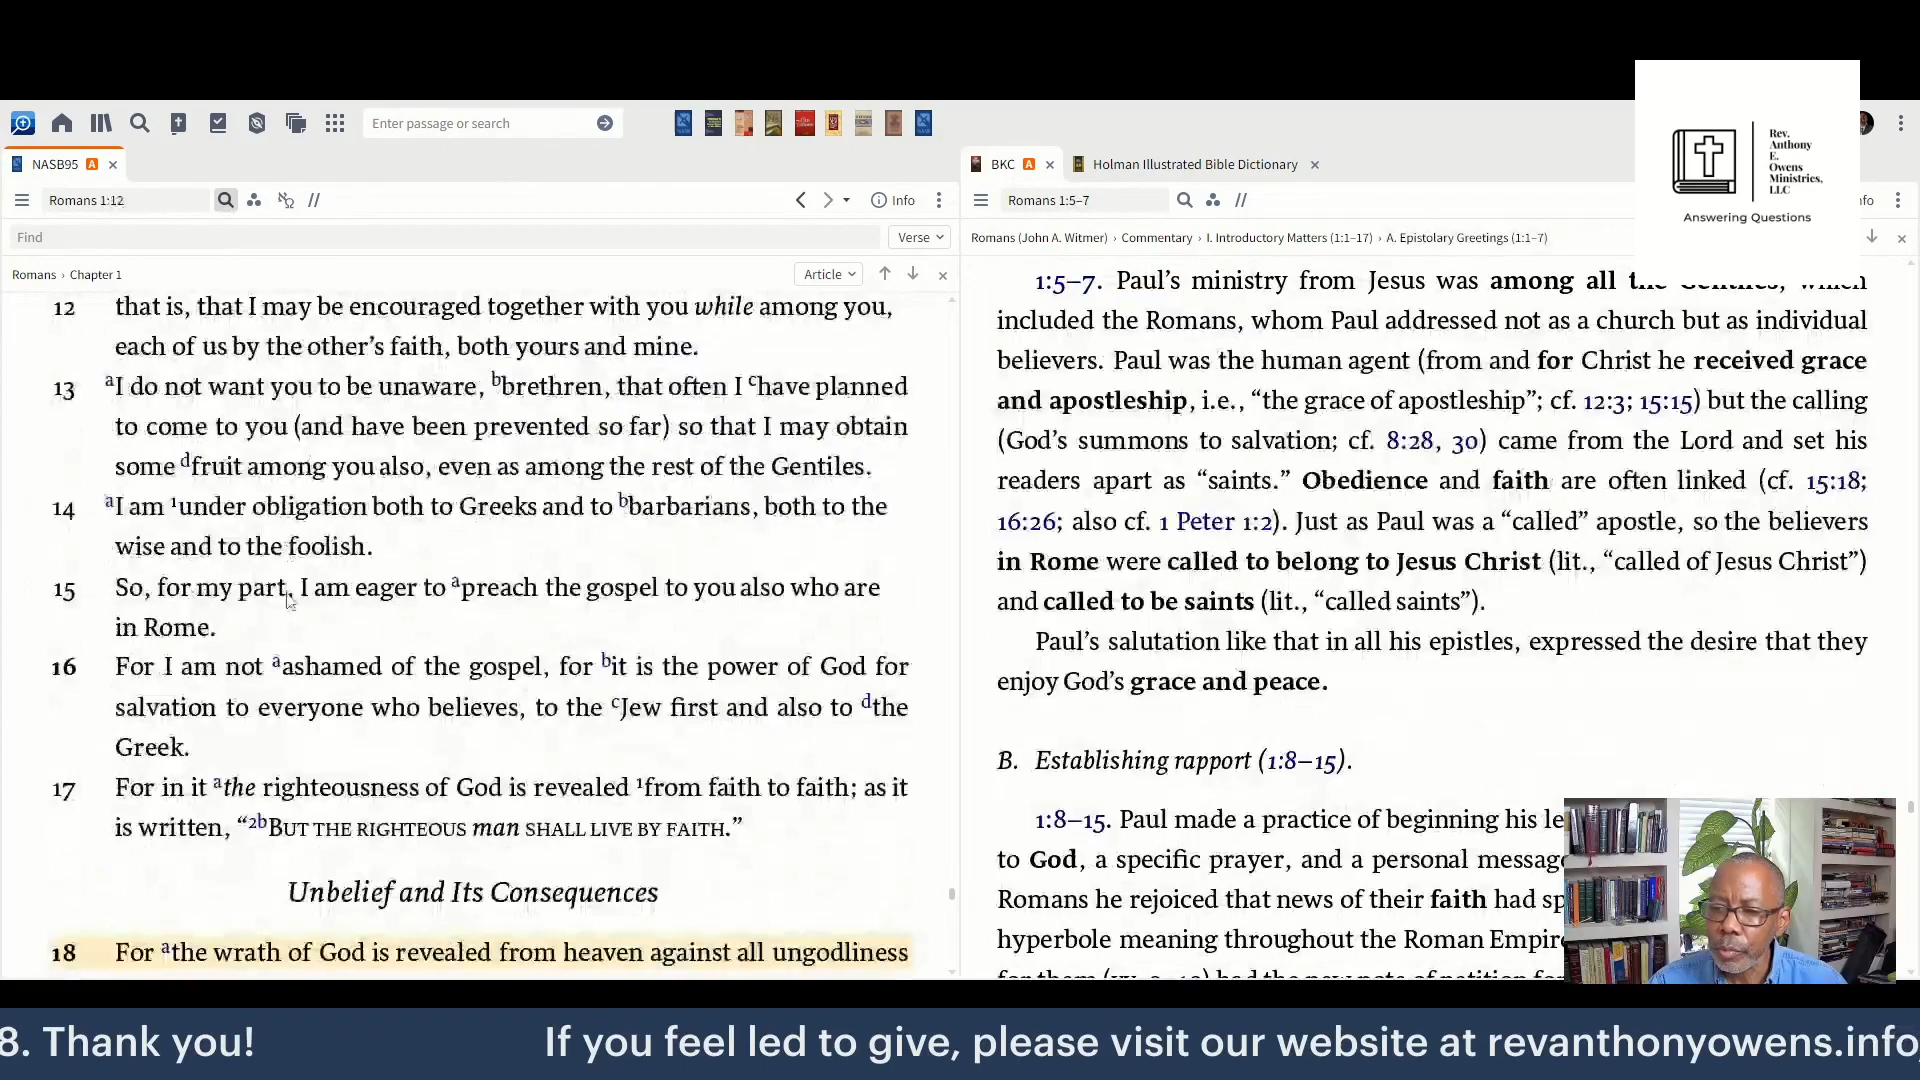 Enter passage or search
Rev.
Anthony
E.
Owens
Ministries,
LLC
Answering Questions
NASB95 A
BKC A Holman Illustrated Bible Dictionary
Romans 1:12 Info
Romans 1:5–7
Find Verse
Romans (John A. Witmer) › Commentary › I. Introductory Matters (1:1–17) › A. Epistolary Greetings (1:1–7)
Romans › Chapter 1 Article
12 that is, that I may be encouraged together with you while among you,
each of us by the other’s faith, both yours and mine.
13 aI do not want you to be unaware, bbrethren, that often I chave planned
to come to you (and have been prevented so far) so that I may obtain
some dfruit among you also, even as among the rest of the Gentiles.
14 aI am 1under obligation both to Greeks and to bbarbarians, both to the
wise and to the foolish.
15 So, for my part, I am eager to apreach the gospel to you also who are
in Rome.
16 For I am not aashamed of the gospel, for bit is the power of God for
salvation to everyone who believes, to the cJew first and also to dthe
Greek.
17 For in it athe righteousness of God is revealed 1from faith to faith; as it
is written, “2bBUT THE RIGHTEOUS man SHALL LIVE BY FAITH.”
Unbelief and Its Consequences
18 For athe wrath of God is revealed from heaven against all ungodliness
1:5–7. Paul’s ministry from Jesus was among all the Gentiles, which
included the Romans, whom Paul addressed not as a church but as individual
believers. Paul was the human agent (from and for Christ he received grace
and apostleship, i.e., “the grace of apostleship”; cf. 12:3; 15:15) but the calling
(God’s summons to salvation; cf. 8:28, 30) came from the Lord and set his
readers apart as “saints.” Obedience and faith are often linked (cf. 15:18;
16:26; also cf. 1 Peter 1:2). Just as Paul was a “called” apostle, so the believers
in Rome were called to belong to Jesus Christ (lit., “called of Jesus Christ”)
and called to be saints (lit., “called saints”).
Paul’s salutation like that in all his epistles, expressed the desire that they
enjoy God’s grace and peace.
B. Establishing rapport (1:8–15).
1:8–15. Paul made a practice of beginning his le
to God, a specific prayer, and a personal message
Romans he rejoiced that news of their faith had sp
hyperbole meaning throughout the Roman Empire
8. Thank you! If you feel led to give, please visit our website at revanthonyowens.info